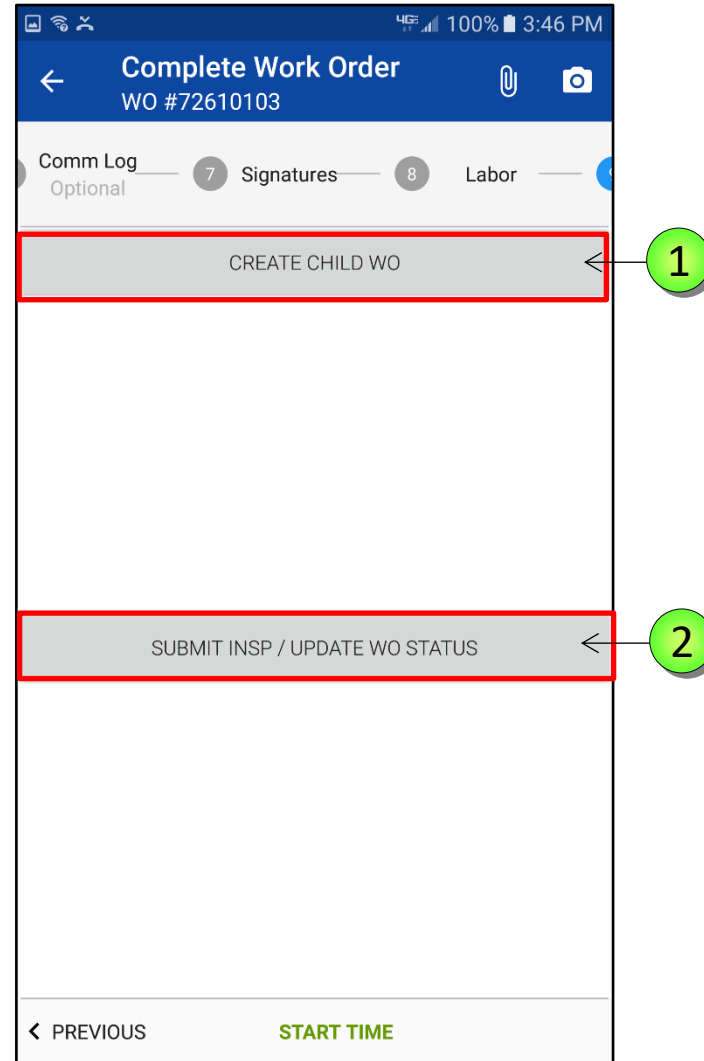 4G 100% 3:46 PM
Complete Work Order
WO #72610103
Comm Log
Optional
7 Signatures 8 Labor 9
CREATE CHILD WO
1
SUBMIT INSP / UPDATE WO STATUS
2
PREVIOUS START TIME